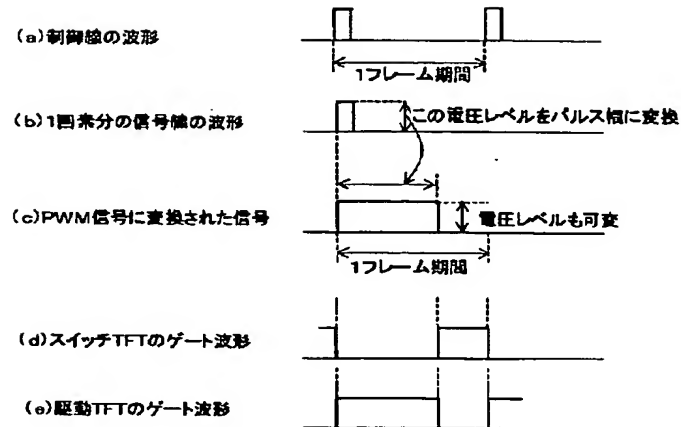 (a)制御線の波形
1フレーム期間
(b)1画素分の信号線の波形
この電圧レベルをパルス幅に変換
(c)PWM信号に変換された信号
電圧レベルも可変
1フレーム期間
(d)スイッチTFTのゲート波形
(e)駆動TFTのゲート波形